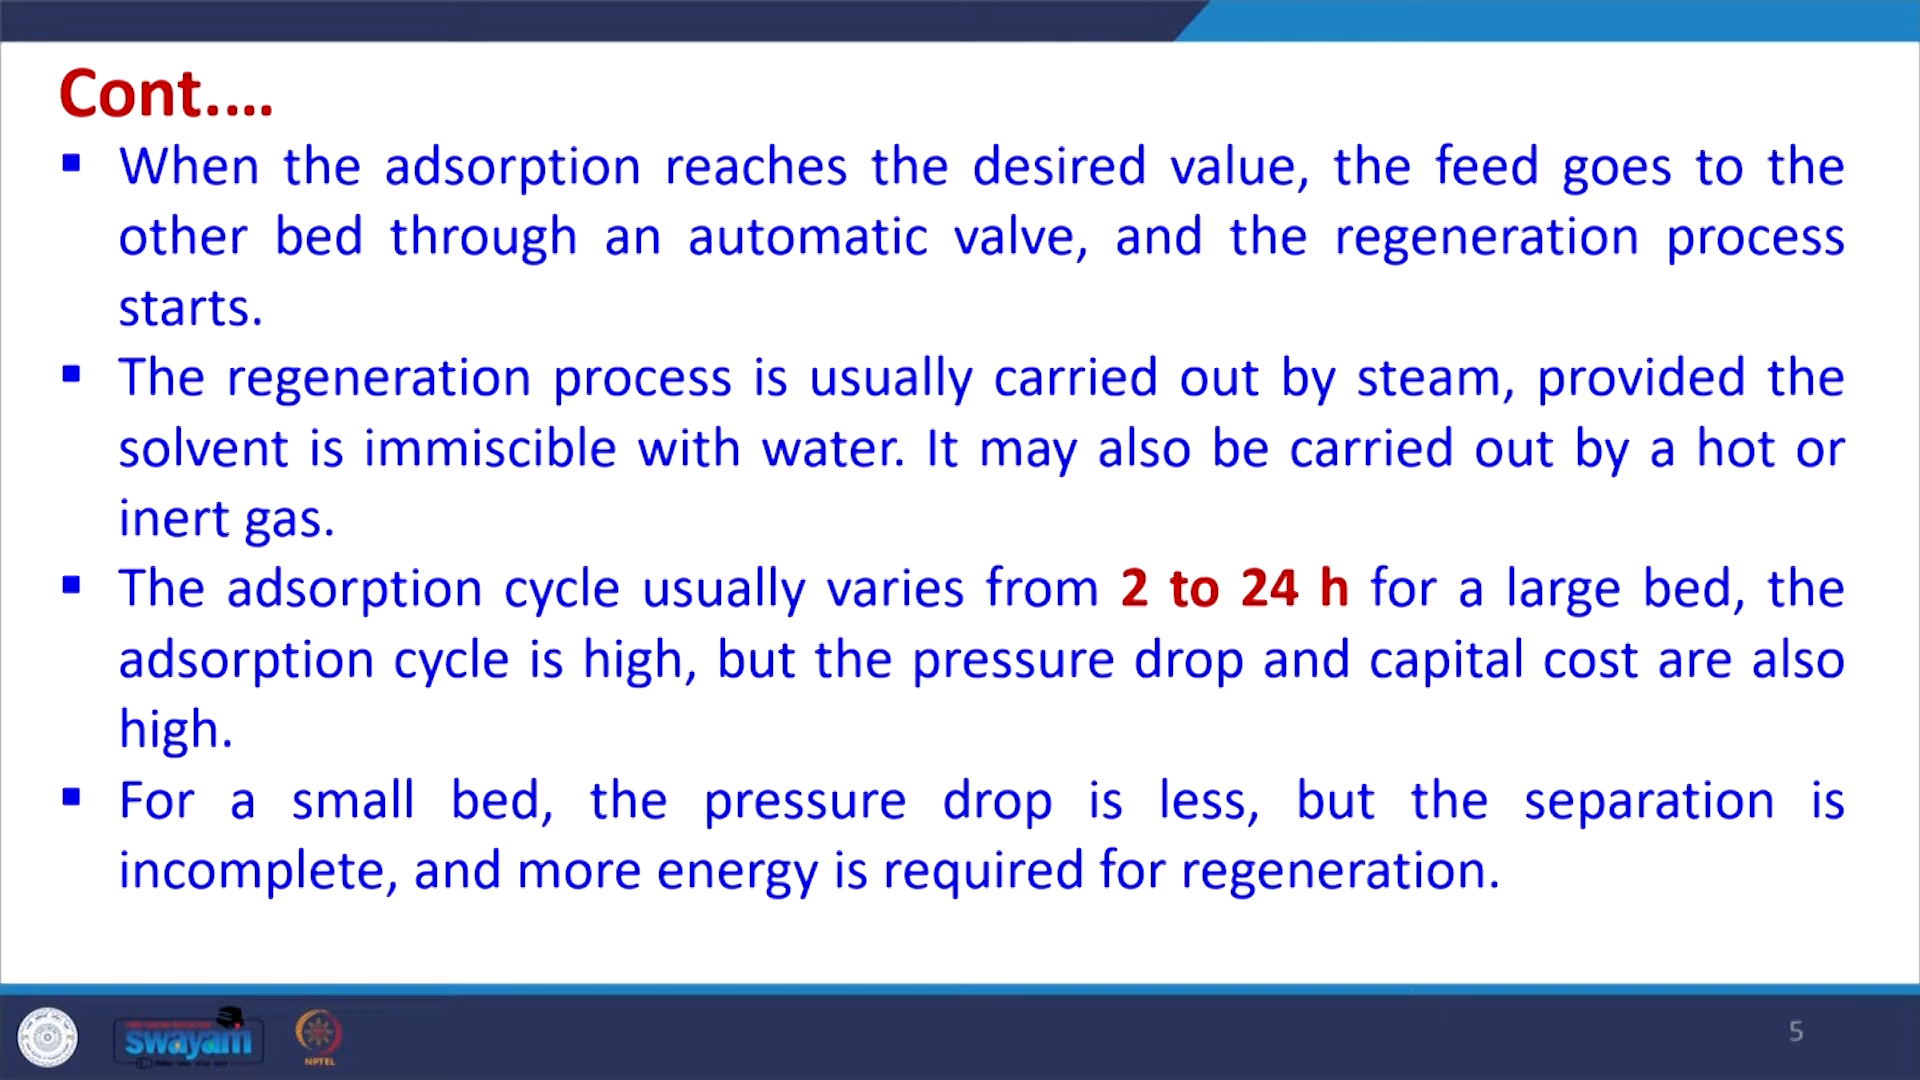 Cont.....
▪ When the adsorption reaches the desired value, the feed goes to the
other bed through an automatic valve, and the regeneration process
starts.
▪ The regeneration process is usually carried out by steam, provided the
solvent is immiscible with water. It may also be carried out by a hot or
inert gas.
▪ The adsorption cycle usually varies from 2 to 24 h for a large bed, the
adsorption cycle is high, but the pressure drop and capital cost are also
high.
▪ For a small bed, the pressure drop is less, but the separation is
incomplete, and more energy is required for regeneration.
swayam
NPTEL
5